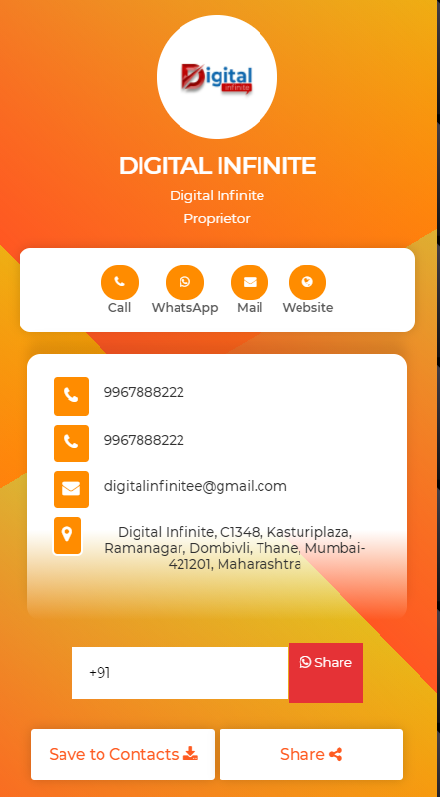 Digital
infinite
DIGITAL INFINITE
Digital Infinite
Proprietor
Call WhatsApp Mail Website
9967888222
9967888222
digitalinfinitee@gmail.com
Digital Infinite, C1348, Kasturiplaza,
Ramanagar, Dombivli, Thane, Mumbai-
421201, Maharashtra
+91 Share
Save to Contacts Share